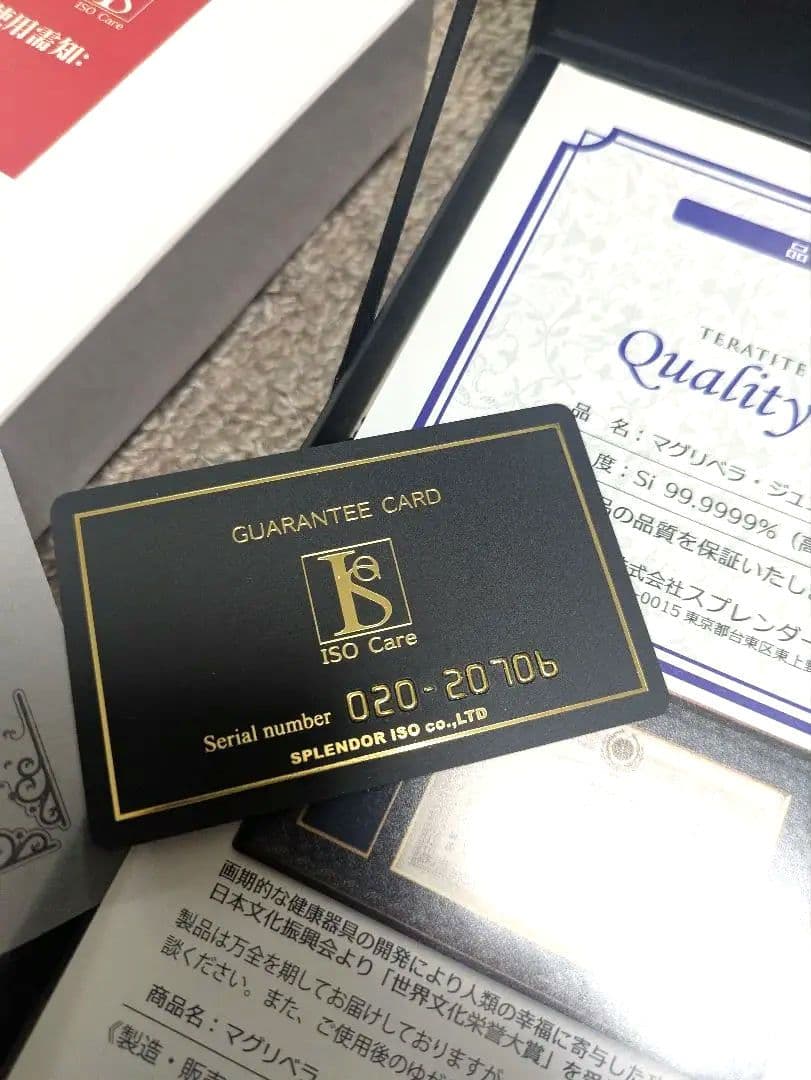 ISO Care
使用需知:
品
TERATITE
Quality
品 名：マグリベラ・ジュ
度：Si 99.9999%（高
の品質を保証いたしま
式会社スプレンダー
0015 東京都台東区東上野
GUARANTEE CARD
ISO Care
Serial number 020-20706
SPLENDOR ISO co.,LTD
画期的な健康器具の開発により人類の幸福に寄与した
日本文化振興会より「世界文化栄誉大賞」を受
製品は万全を期してお届けしておりますが
談ください。また、ご使用後のゆだ
商品名：マグリベラ
《製造・販売